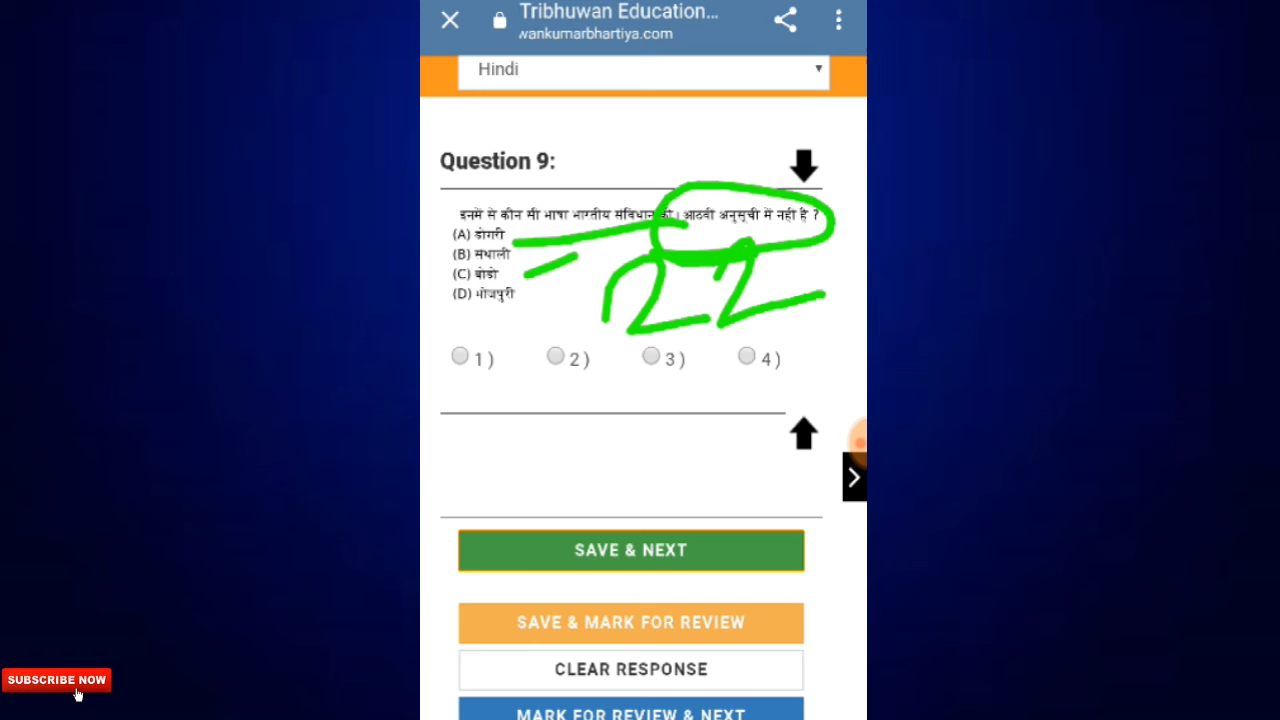 Tribhuwan Education...
wankumarbhartiya.com
Hindi
Question 9:
इनमें से कौन सी भाषा भारतीय संविधान की। आठवी अनुसूची में नही है ?
(A) डोगरी
(B) संथाली
(C) बोडो
(D) भोजपुरी
22
1 ) 2 ) 3 ) 4 )
SAVE & NEXT
SAVE & MARK FOR REVIEW
CLEAR RESPONSE
SUBSCRIBE NOW
MARK FOR REVIEW & NEXT